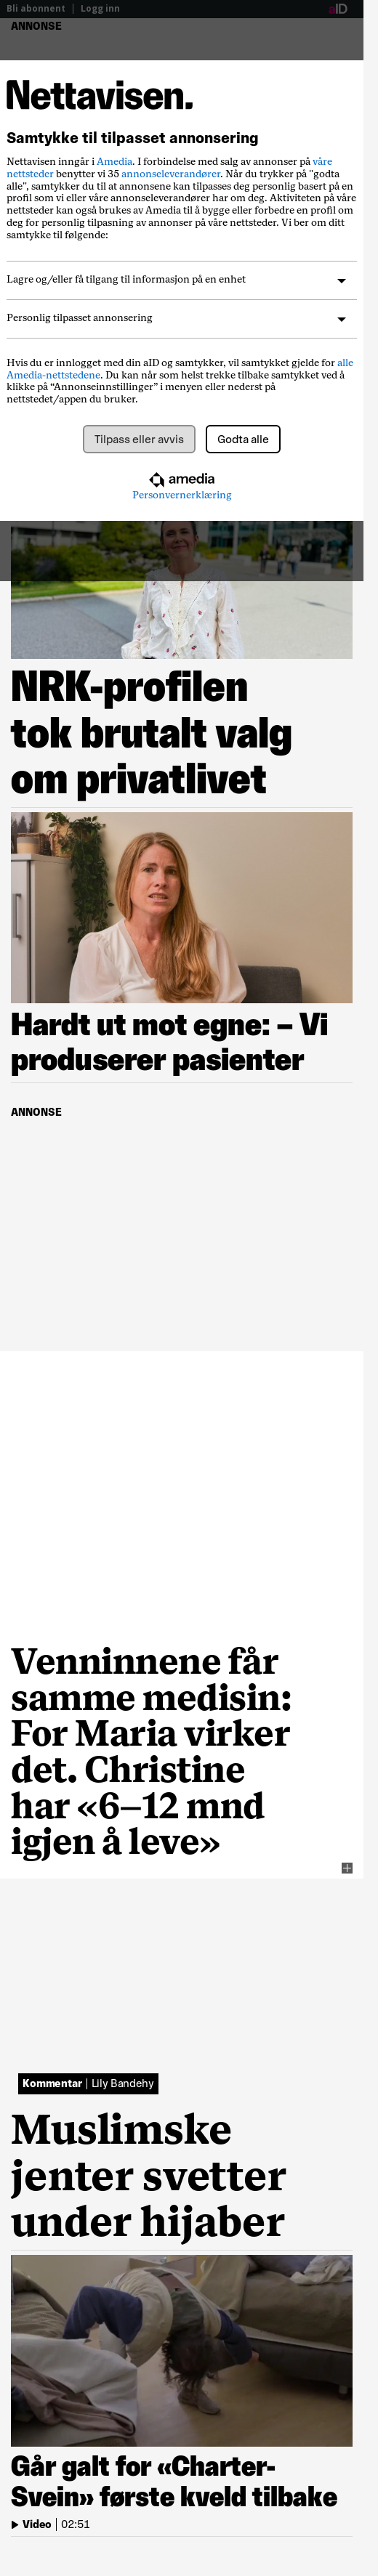 Bli abonnent | Logg inn
aID
ANNONSE
Nettavisen.
Samtykke til tilpasset annonsering
Nettavisen inngår i Amedia. I forbindelse med salg av annonser på våre
nettsteder benytter vi 35 annonseleverandører. Når du trykker på "godta
alle", samtykker du til at annonsene kan tilpasses deg personlig basert på en
profil som vi eller våre annonseleverandører har om deg. Aktiviteten på våre
nettsteder kan også brukes av Amedia til å bygge eller forbedre en profil om
deg for personlig tilpasning av annonser på våre nettsteder. Vi ber om ditt
samtykke til følgende:
Lagre og/eller få tilgang til informasjon på en enhet
Personlig tilpasset annonsering
Hvis du er innlogget med din aID og samtykker, vil samtykket gjelde for alle
Amedia-nettstedene. Du kan når som helst trekke tilbake samtykket ved å
klikke på “Annonseinnstillinger” i menyen eller nederst på
nettstedet/appen du bruker.
Tilpass eller avvis
Godta alle
amedia
Personvernerklæring
NRK-profilen
tok brutalt valg
om privatlivet
Hardt ut mot egne: – Vi
produserer pasienter
ANNONSE
Venninnene får
samme medisin:
For Maria virker
det. Christine
har «6–12 mnd
igjen å leve»
Kommentar | Lily Bandehy
Muslimske
jenter svetter
under hijaber
Går galt for «Charter-
Svein» første kveld tilbake
Video | 02:51